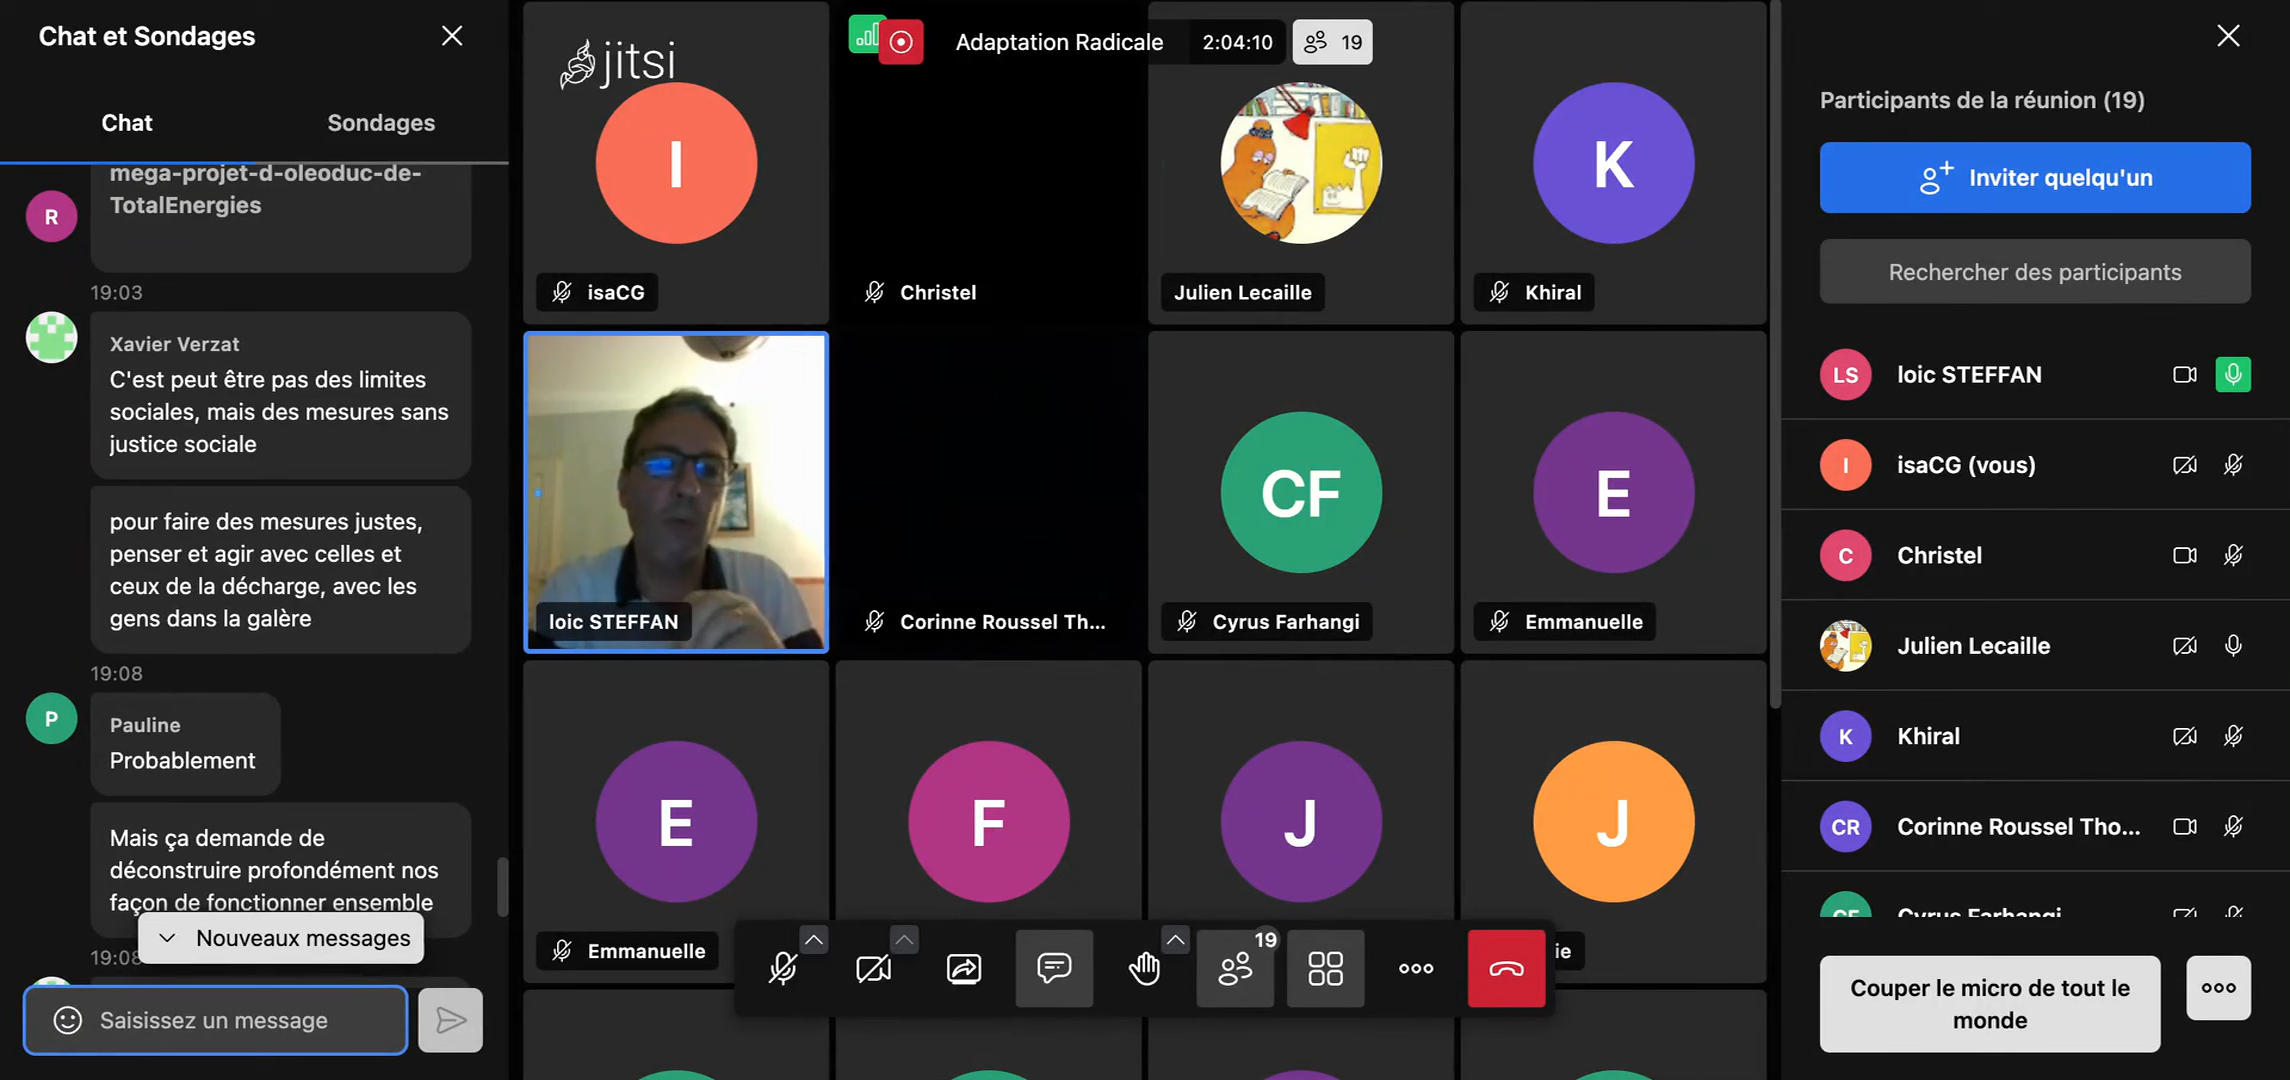 Chat et Sondages
Chat
Sondages
mega-projet-d-oleoduc-de-
TotalEnergies
R
19:03
Xavier Verzat
C'est peut être pas des limites
sociales, mais des mesures sans
justice sociale
pour faire des mesures justes,
penser et agir avec celles et
ceux de la décharge, avec les
gens dans la galère
19:08
P
Pauline
Probablement
Mais ça demande de
déconstruire profondément nos
façon de fonctionner ensemble
Nouveaux messages
19:08
Saisissez un message
jitsi
Adaptation Radicale
2:04:10
19
I
isaCG
Christel
Julien Lecaille
K
Khiral
loic STEFFAN
Corinne Roussel Th...
CF
Cyrus Farhangi
E
Emmanuelle
E
Emmanuelle
F
J
J
ie
19
Participants de la réunion (19)
Inviter quelqu'un
Rechercher des participants
LS
loic STEFFAN
I
isaCG (vous)
C
Christel
Julien Lecaille
K
Khiral
CR
Corinne Roussel Tho...
CF
Cyrus Farhangi
Couper le micro de tout le
monde